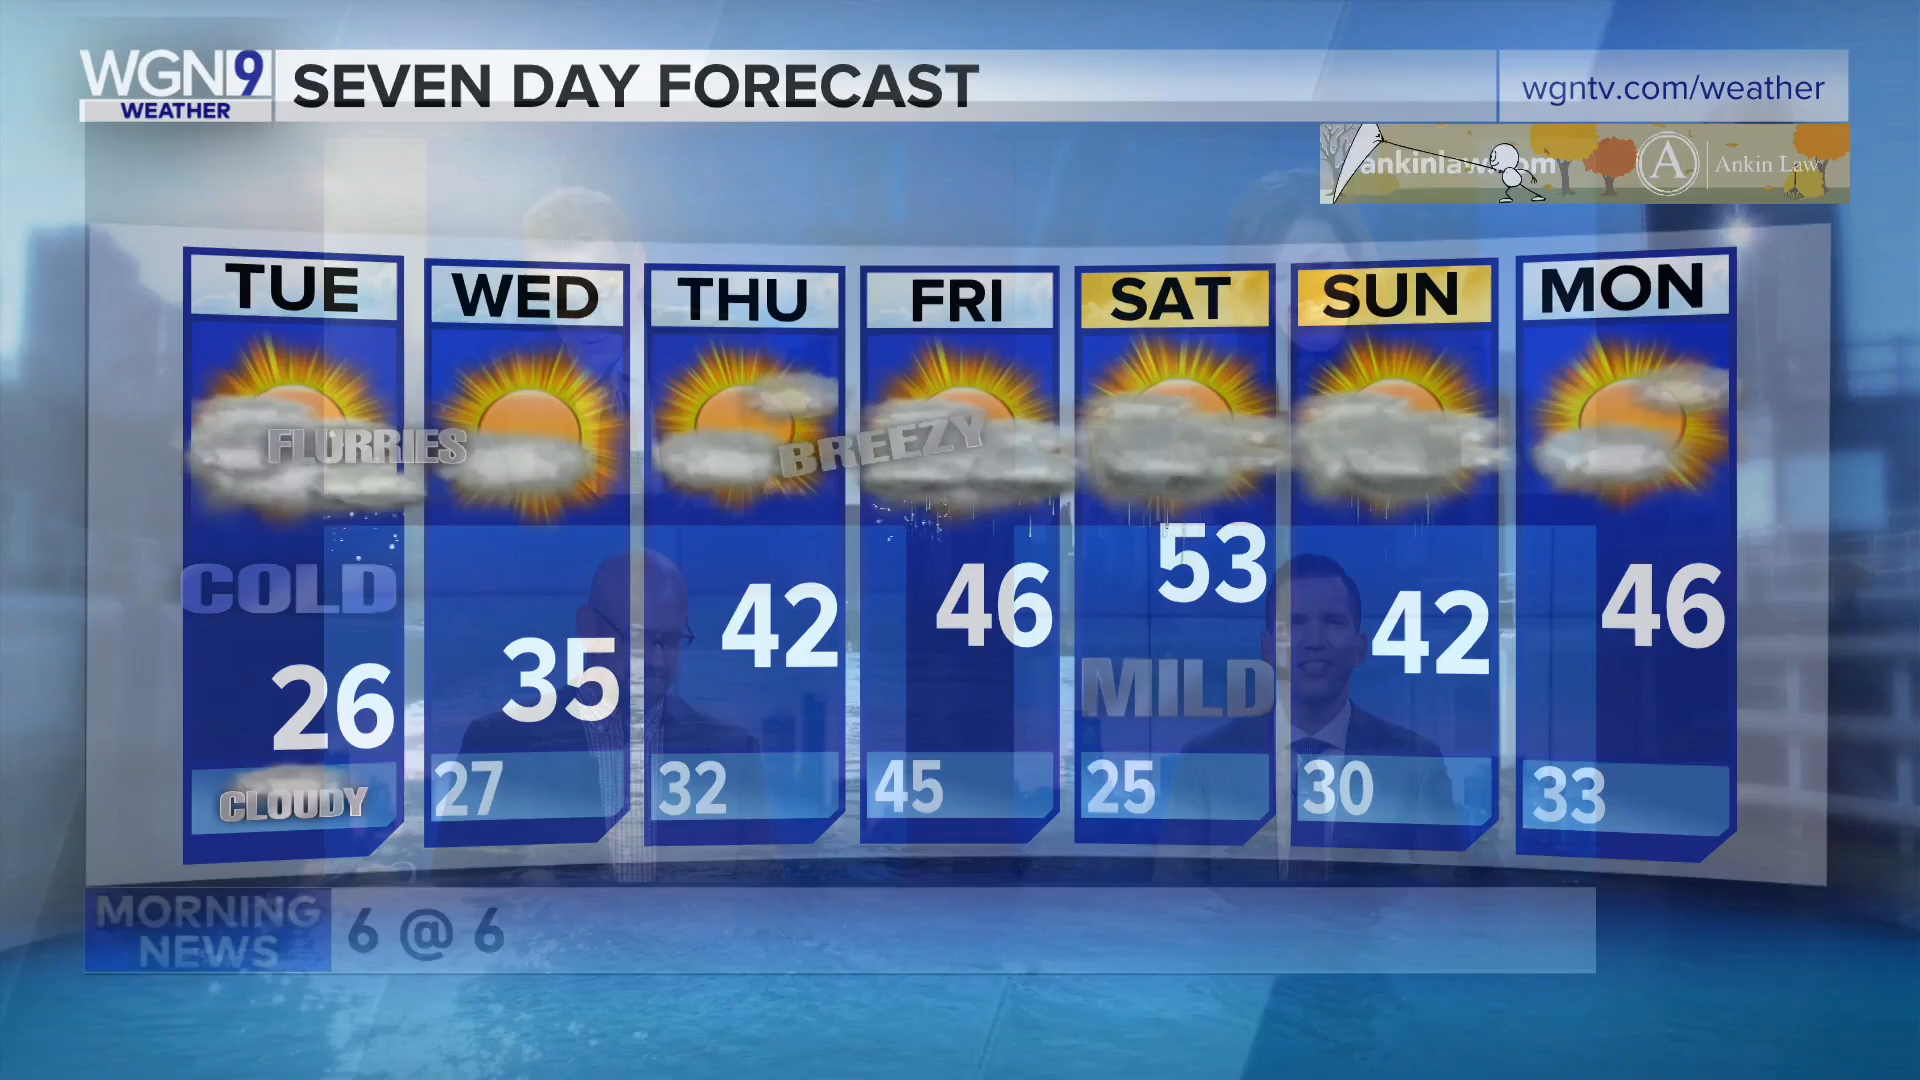 WGN9
WEATHER
SEVEN DAY FORECAST
wgntv.com/weather
ankinlaw.com
A
Ankin Law
TUE
WED
THU
FRI
SAT
SUN
MON
FLURRIES
BREEZY
COLD
MILD
26
35
42
46
53
42
46
CLOUDY
27
32
45
25
30
33
MORNING
NEWS
6 @ 6